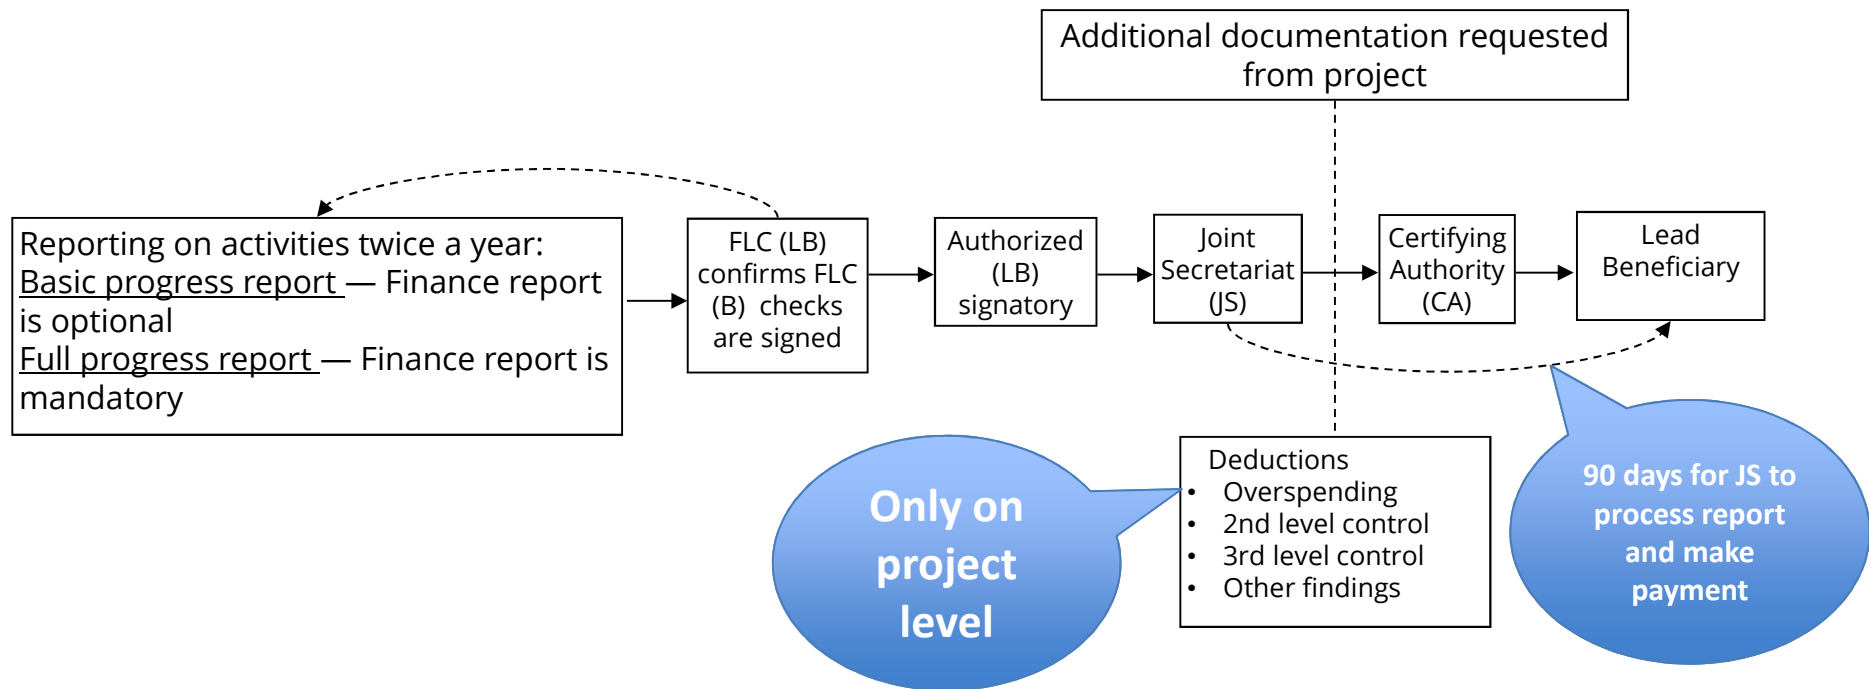 Additional documentation requested
from project
Reporting on activities twice a year:
Basic progress report — Finance report
is optional
Full progress report — Finance report is
mandatory
FLC (LB)
confirms FLC
(B) checks
are signed
Authorized
(LB)
signatory
Joint
Secretariat
(JS)
Certifying
Authority
(CA)
Lead
Beneficiary
Only on
project
level
Deductions
• Overspending
• 2nd level control
• 3rd level control
• Other findings
90 days for JS to
process report
and make
payment